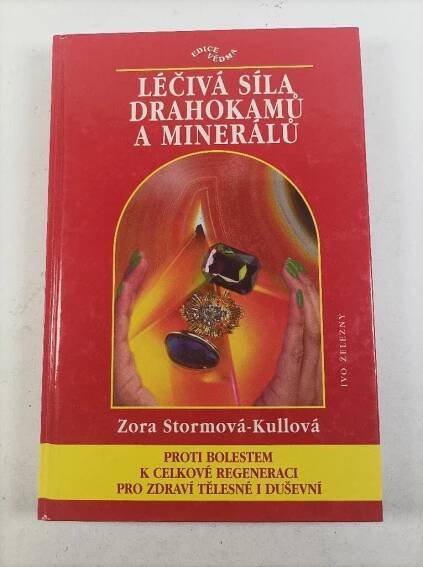 EDICE
VĚDMA
LÉČIVÁ SÍLA
DRAHOKAMŮ
A MINERÁLŮ
IVO ŽELEZNÝ
Zora Stormová-Kullová
PROTI BOLESTEM
K CELKOVÉ REGENERACI
PRO ZDRAVÍ TĚLESNÉ I DUŠEVNÍ